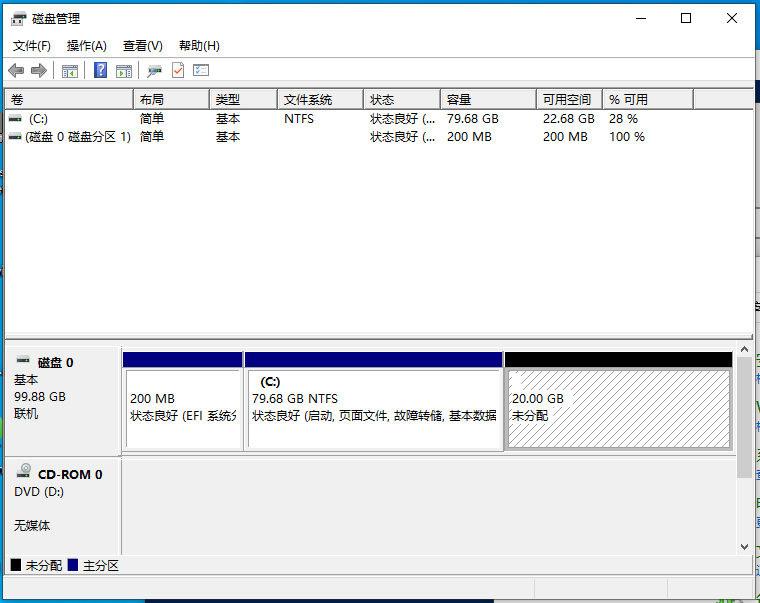 磁盘管理
文件(F) 操作(A) 查看(V) 帮助(H)
卷 布局 类型 文件系统 状态 容量 可用空间 % 可用
(C:) 简单 基本 NTFS 状态良好 (... 79.68 GB 22.68 GB 28 %
(磁盘 0 磁盘分区 1) 简单 基本 状态良好 (... 200 MB 200 MB 100 %
磁盘 0
基本
99.88 GB
联机
200 MB
状态良好 (EFI 系统分
(C:)
79.68 GB NTFS
状态良好 (启动, 页面文件, 故障转储, 基本数据
20.00 GB
未分配
CD-ROM 0
DVD (D:)
无媒体
未分配 主分区